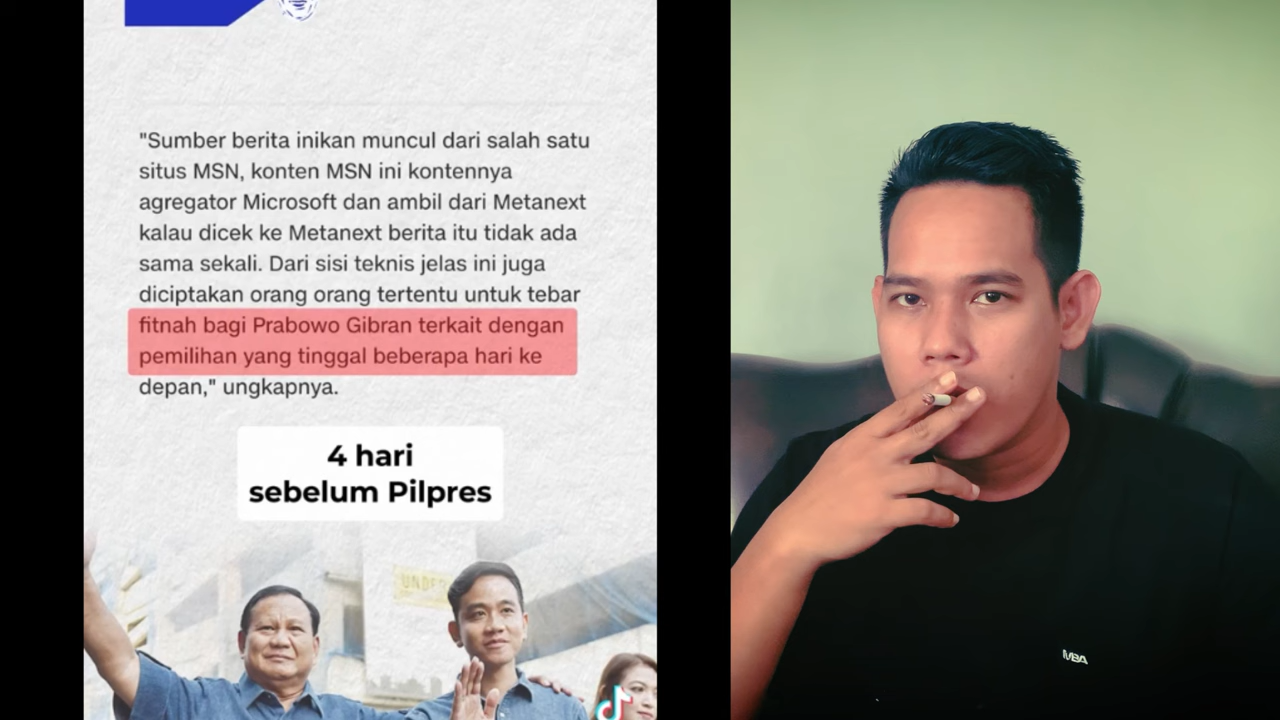 "Sumber berita inikan muncul dari salah satu
situs MSN, konten MSN ini kontennya
agregator Microsoft dan ambil dari Metanext
kalau dicek ke Metanext berita itu tidak ada
sama sekali. Dari sisi teknis jelas ini juga
diciptakan orang orang tertentu untuk tebar
fitnah bagi Prabowo Gibran terkait dengan
pemilihan yang tinggal beberapa hari ke
depan," ungkapnya.
4 hari
sebelum Pilpres
UNDER
MBA